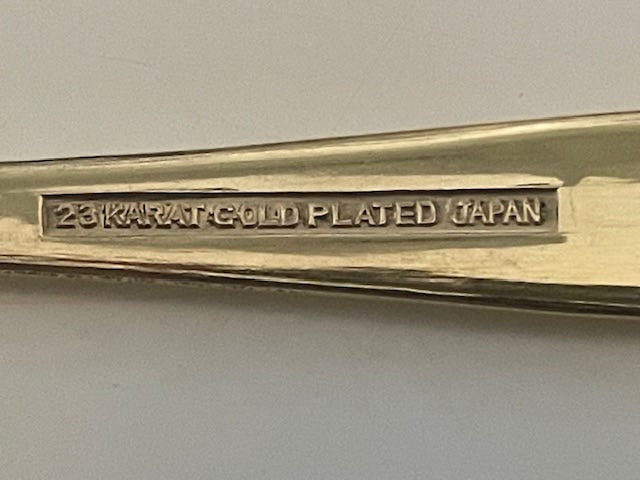 23 KARAT GOLD PLATED JAPAN